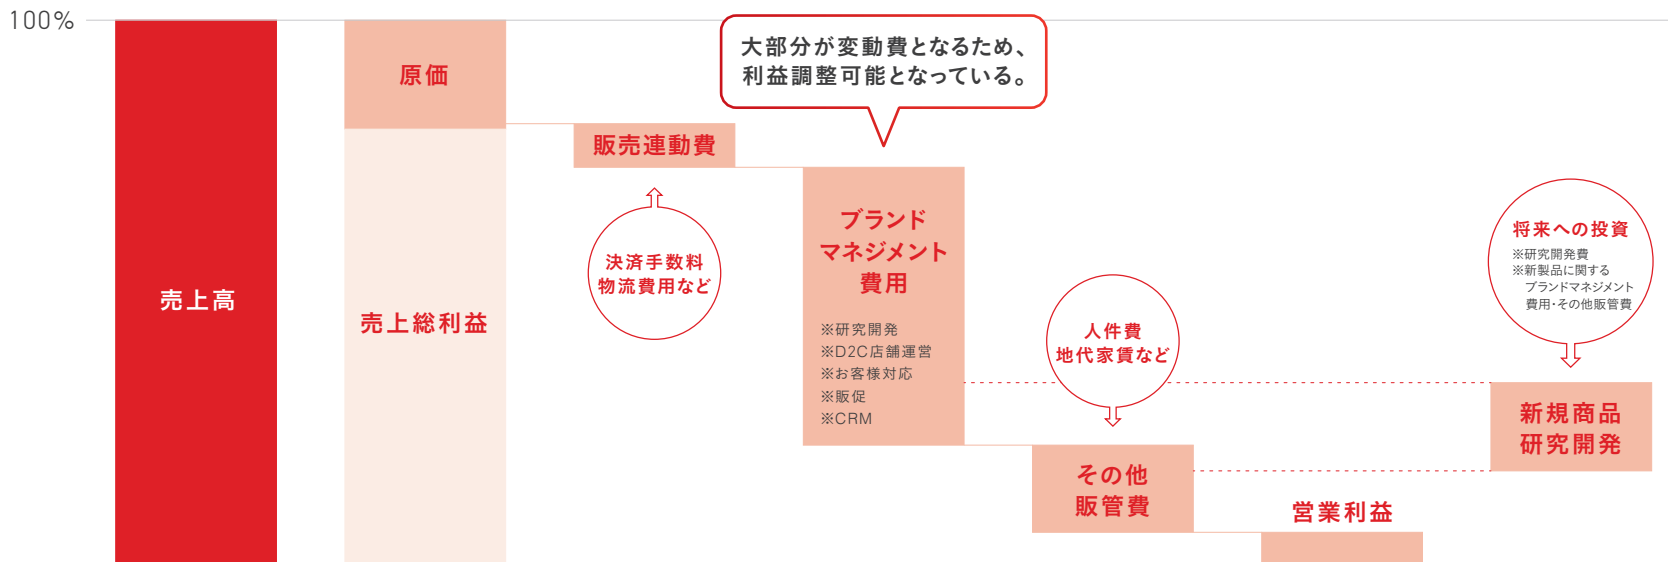 100%
売上高
原価
売上総利益
販売連動費
決済手数料
物流費用など
大部分が変動費となるため、
利益調整可能となっている。
ブランド
マネジメント
費用
※研究開発
※D2C店舗運営
※お客様対応
※販促
※CRM
人件費
地代家賃など
その他
販管費
営業利益
将来への投資
※研究開発費
※新製品に関する
ブランドマネジメント
費用・その他販管費
新規商品
研究開発